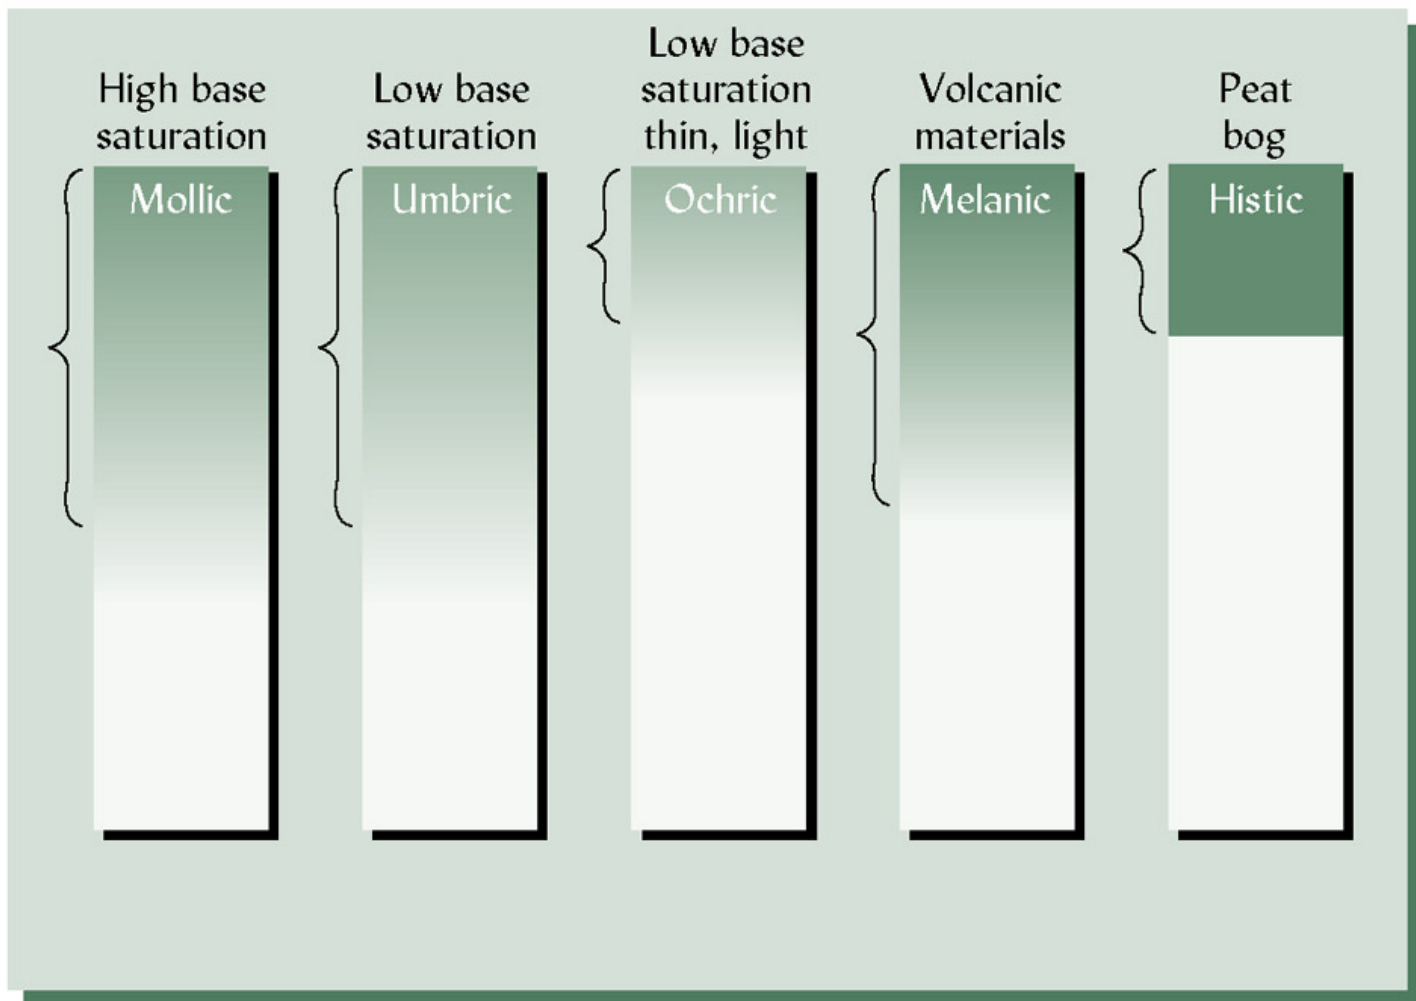 High base
saturation
Low base
saturation
Low base
saturation
thin, light
Volcanic
materials
Peat
bog
Mollic
Umbric
Ochric
Melanic
Histic